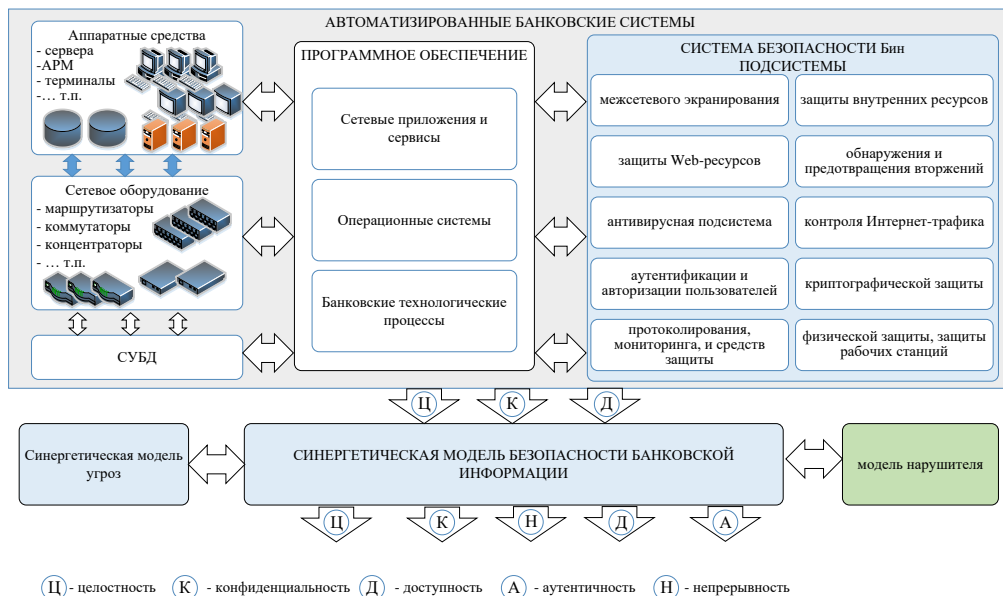 АВТОМАТИЗИРОВАННЫЕ БАНКОВСКИЕ СИСТЕМЫ
Аппаратные средства
- сервера
-АРМ
- терминалы
-… т.п.
Сетевое оборудование
- маршрутизаторы
- коммутаторы
- концентраторы
- … т.п.
СУБД
ПРОГРАММНОЕ ОБЕСПЕЧЕНИЕ
Сетевые приложения и
сервисы
Операционные системы
Банковские технологические
процессы
СИСТЕМА БЕЗОПАСНОСТИ Бин
ПОДСИСТЕМЫ
межсетевого экранирования
защиты внутренних ресурсов
защиты Web-ресурсов
обнаружения и
предотвращения вторжений
антивирусная подсистема
контроля Интернет-трафика
аутентификации и
авторизации пользователей
криптографической защиты
протоколирования,
мониторинга, и средств
защиты
физической защиты, защиты
рабочих станций
Ц
К
Д
Синергетическая модель
угроз
СИНЕРГЕТИЧЕСКАЯ МОДЕЛЬ БЕЗОПАСНОСТИ БАНКОВСКОЙ
ИНФОРМАЦИИ
модель нарушителя
Ц
К
Н
Д
А
Ц - целостность
К - конфиденциальность
Д - доступность
А - аутентичность
Н - непрерывность